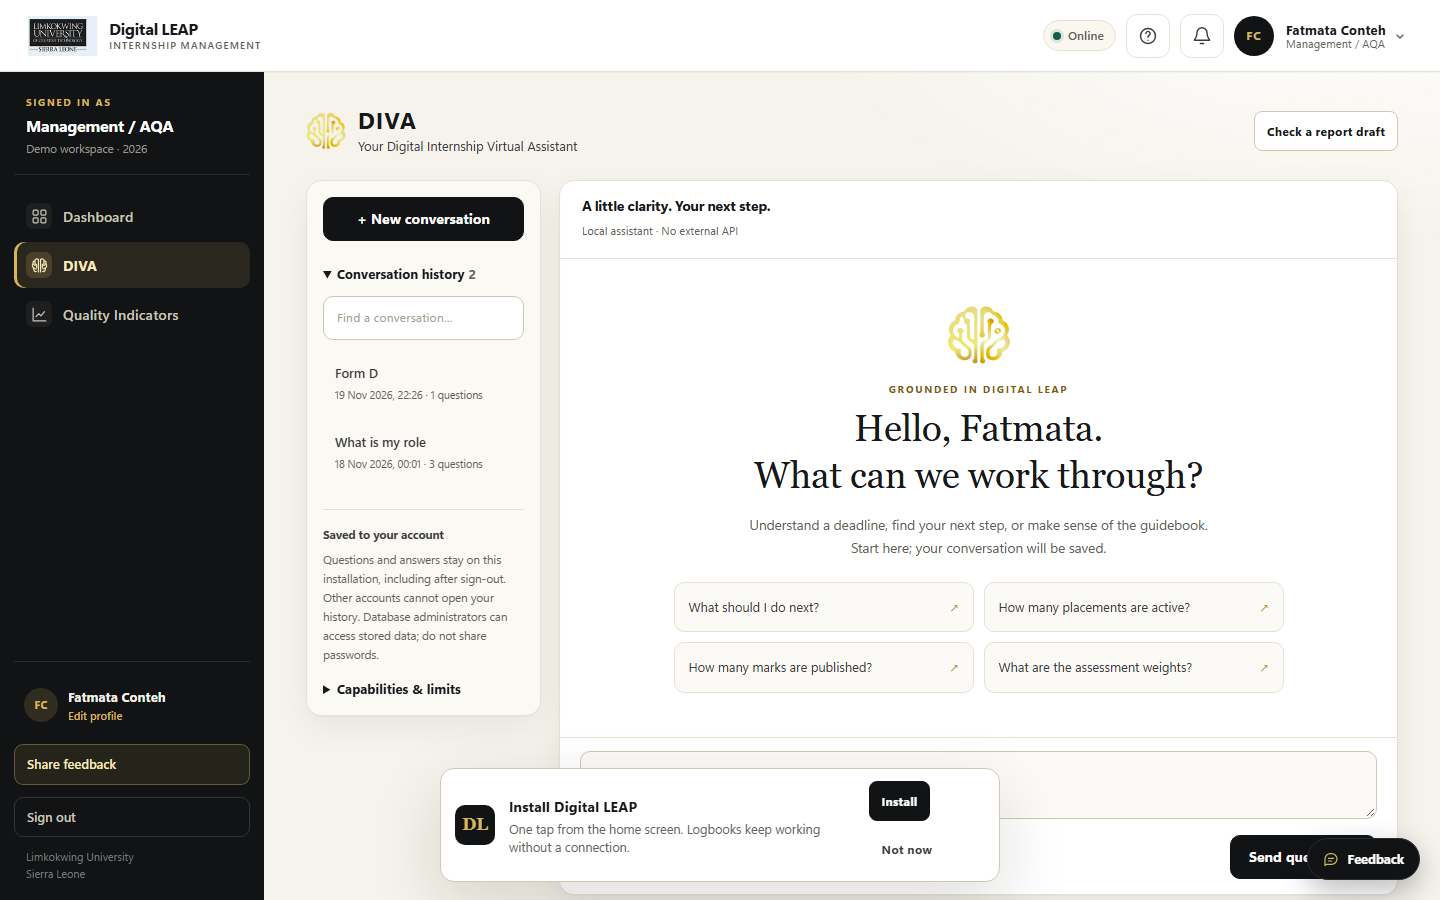 LIMKOKWING
UNIVERSITY
OF CREATIVE TECHNOLOGY
SIERRA LEONE
Digital LEAP
INTERNSHIP MANAGEMENT
Online
FC
Fatmata Conteh
Management / AQA
SIGNED IN AS
Management / AQA
Demo workspace · 2026
Dashboard
DIVA
Quality Indicators
FC
Fatmata Conteh
Edit profile
Share feedback
Sign out
Limkokwing University
Sierra Leone
DIVA
Your Digital Internship Virtual Assistant
Check a report draft
+ New conversation
Conversation history 2
Find a conversation...
Form D
19 Nov 2026, 22:26 · 1 questions
What is my role
18 Nov 2026, 00:01 · 3 questions
Saved to your account
Questions and answers stay on this
installation, including after sign-out.
Other accounts cannot open your
history. Database administrators can
access stored data; do not share
passwords.
Capabilities & limits
A little clarity. Your next step.
Local assistant · No external API
GROUNDED IN DIGITAL LEAP
Hello, Fatmata.
What can we work through?
Understand a deadline, find your next step, or make sense of the guidebook.
Start here; your conversation will be saved.
What should I do next?
How many placements are active?
How many marks are published?
What are the assessment weights?
DL
Install Digital LEAP
One tap from the home screen. Logbooks keep working
without a connection.
Install
Not now
Send que
Feedback